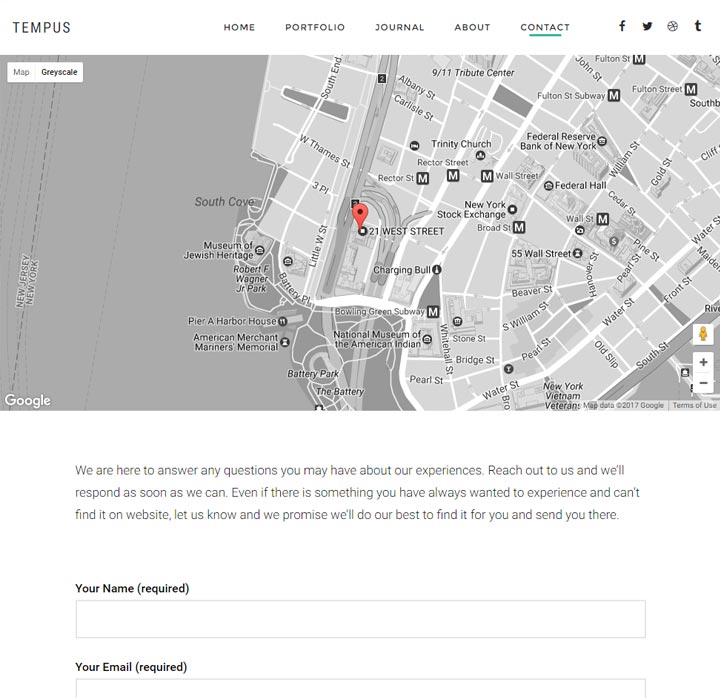 TEMPUS
HOME
PORTFOLIO
JOURNAL
ABOUT
CONTACT
Map
Greyscale
South End
2
Albany St
Carlisle St
9/11 Tribute Center
John St
Fulton St
M
Fulton St Subway M
Fulton Street M
Southb
W Thames St
Trinity Church
Rector Street
Federal Reserve
Bank of New York
Cliff
William St
Gold St
Rector St M
M
M Wall Street
3 Pl
Federal Hall
South Cove
2
New York
Stock Exchange
Cedar St
Wall St M
Water St
21 WEST STREET
Broad St M
Little W St
Museum of
Jewish Heritage
Pine St
Maide
55 Wall Street
Pearl St
Robert F
Wagner
Jr Park
NEW JERSEY
NEW YORK
Charging Bull
Hanover St
Battery Pl
Beaver St
Front St
Water St
River
Bowling Green Subway M
Pier A Harbor House
S William St
American Merchant
Mariners' Memorial
National Museum of
the American Indian
Whitehall St
Stone St
Pearl St
Old Slip
South St
Bridge St
Battery Park
The Battery
Pearl St
Water St
Bro
New York
Vietnam
Veterans
+
−
Google
Map data ©2017 Google
Terms of Use
We are here to answer any questions you may have about our experiences. Reach out to us and we'll
respond as soon as we can. Even if there is something you have always wanted to experience and can't
find it on website, let us know and we promise we'll do our best to find it for you and send you there.
Your Name (required)
Your Email (required)